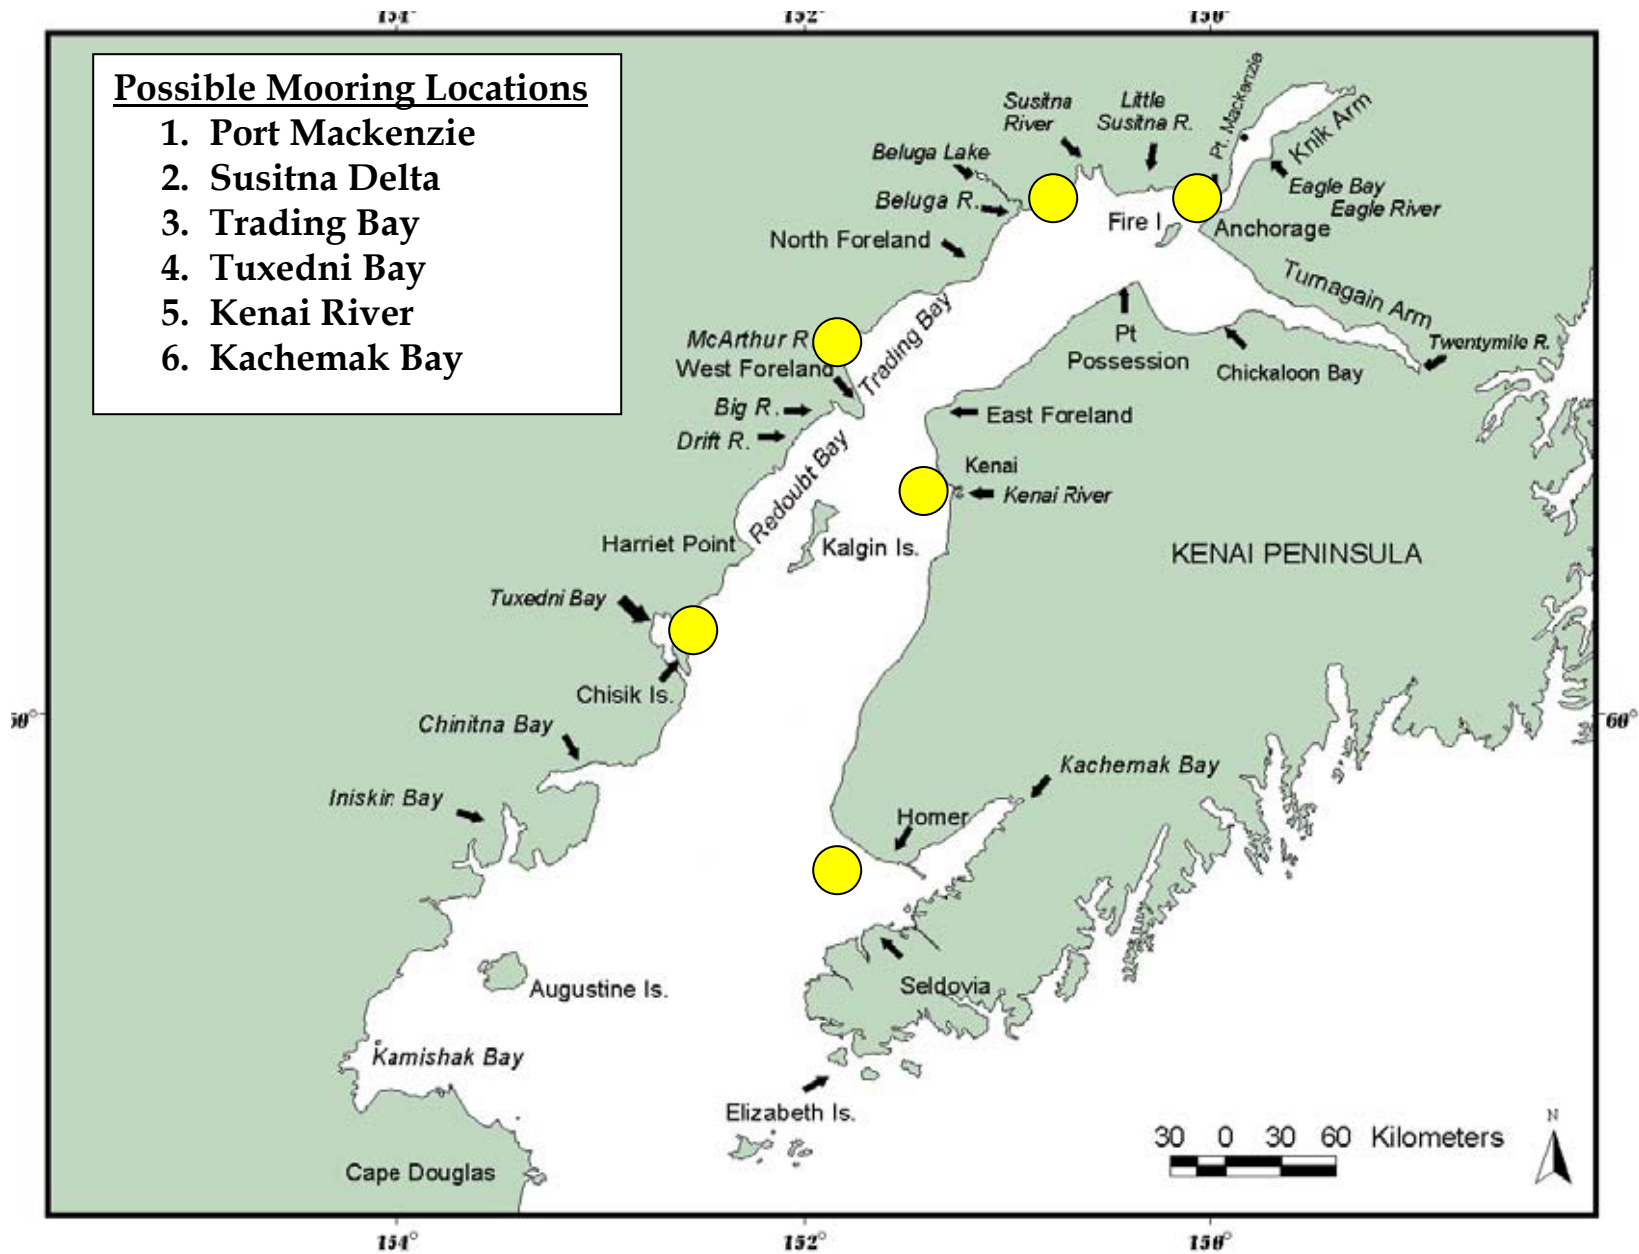 154°
152°
150°
Possible Mooring Locations
1. Port Mackenzie
2. Susitna Delta
3. Trading Bay
4. Tuxedni Bay
5. Kenai River
6. Kachemak Bay
Susitna
River
Little
Susitna R.
Pt. Mackenzie
Knik Arm
Beluga Lake
Eagle Bay
Eagle River
Beluga R.
Fire I
Anchorage
North Foreland
Turnagain Arm
McArthur R
Trading Bay
Pt
Possession
Twentymile R.
West Foreland
Chickaloon Bay
Big R.
East Foreland
Drift R.
Redoubt Bay
Kenai
Kenai River
Harriet Point
Kalgin Is.
KENAI PENINSULA
Tuxedni Bay
Chisik Is.
60°
Chinitna Bay
Kachemak Bay
Iniskin Bay
Homer
Augustine Is.
Seldovia
Kamishak Bay
Elizabeth Is.
Cape Douglas
30 0 30 60 Kilometers
N
154°
152°
150°